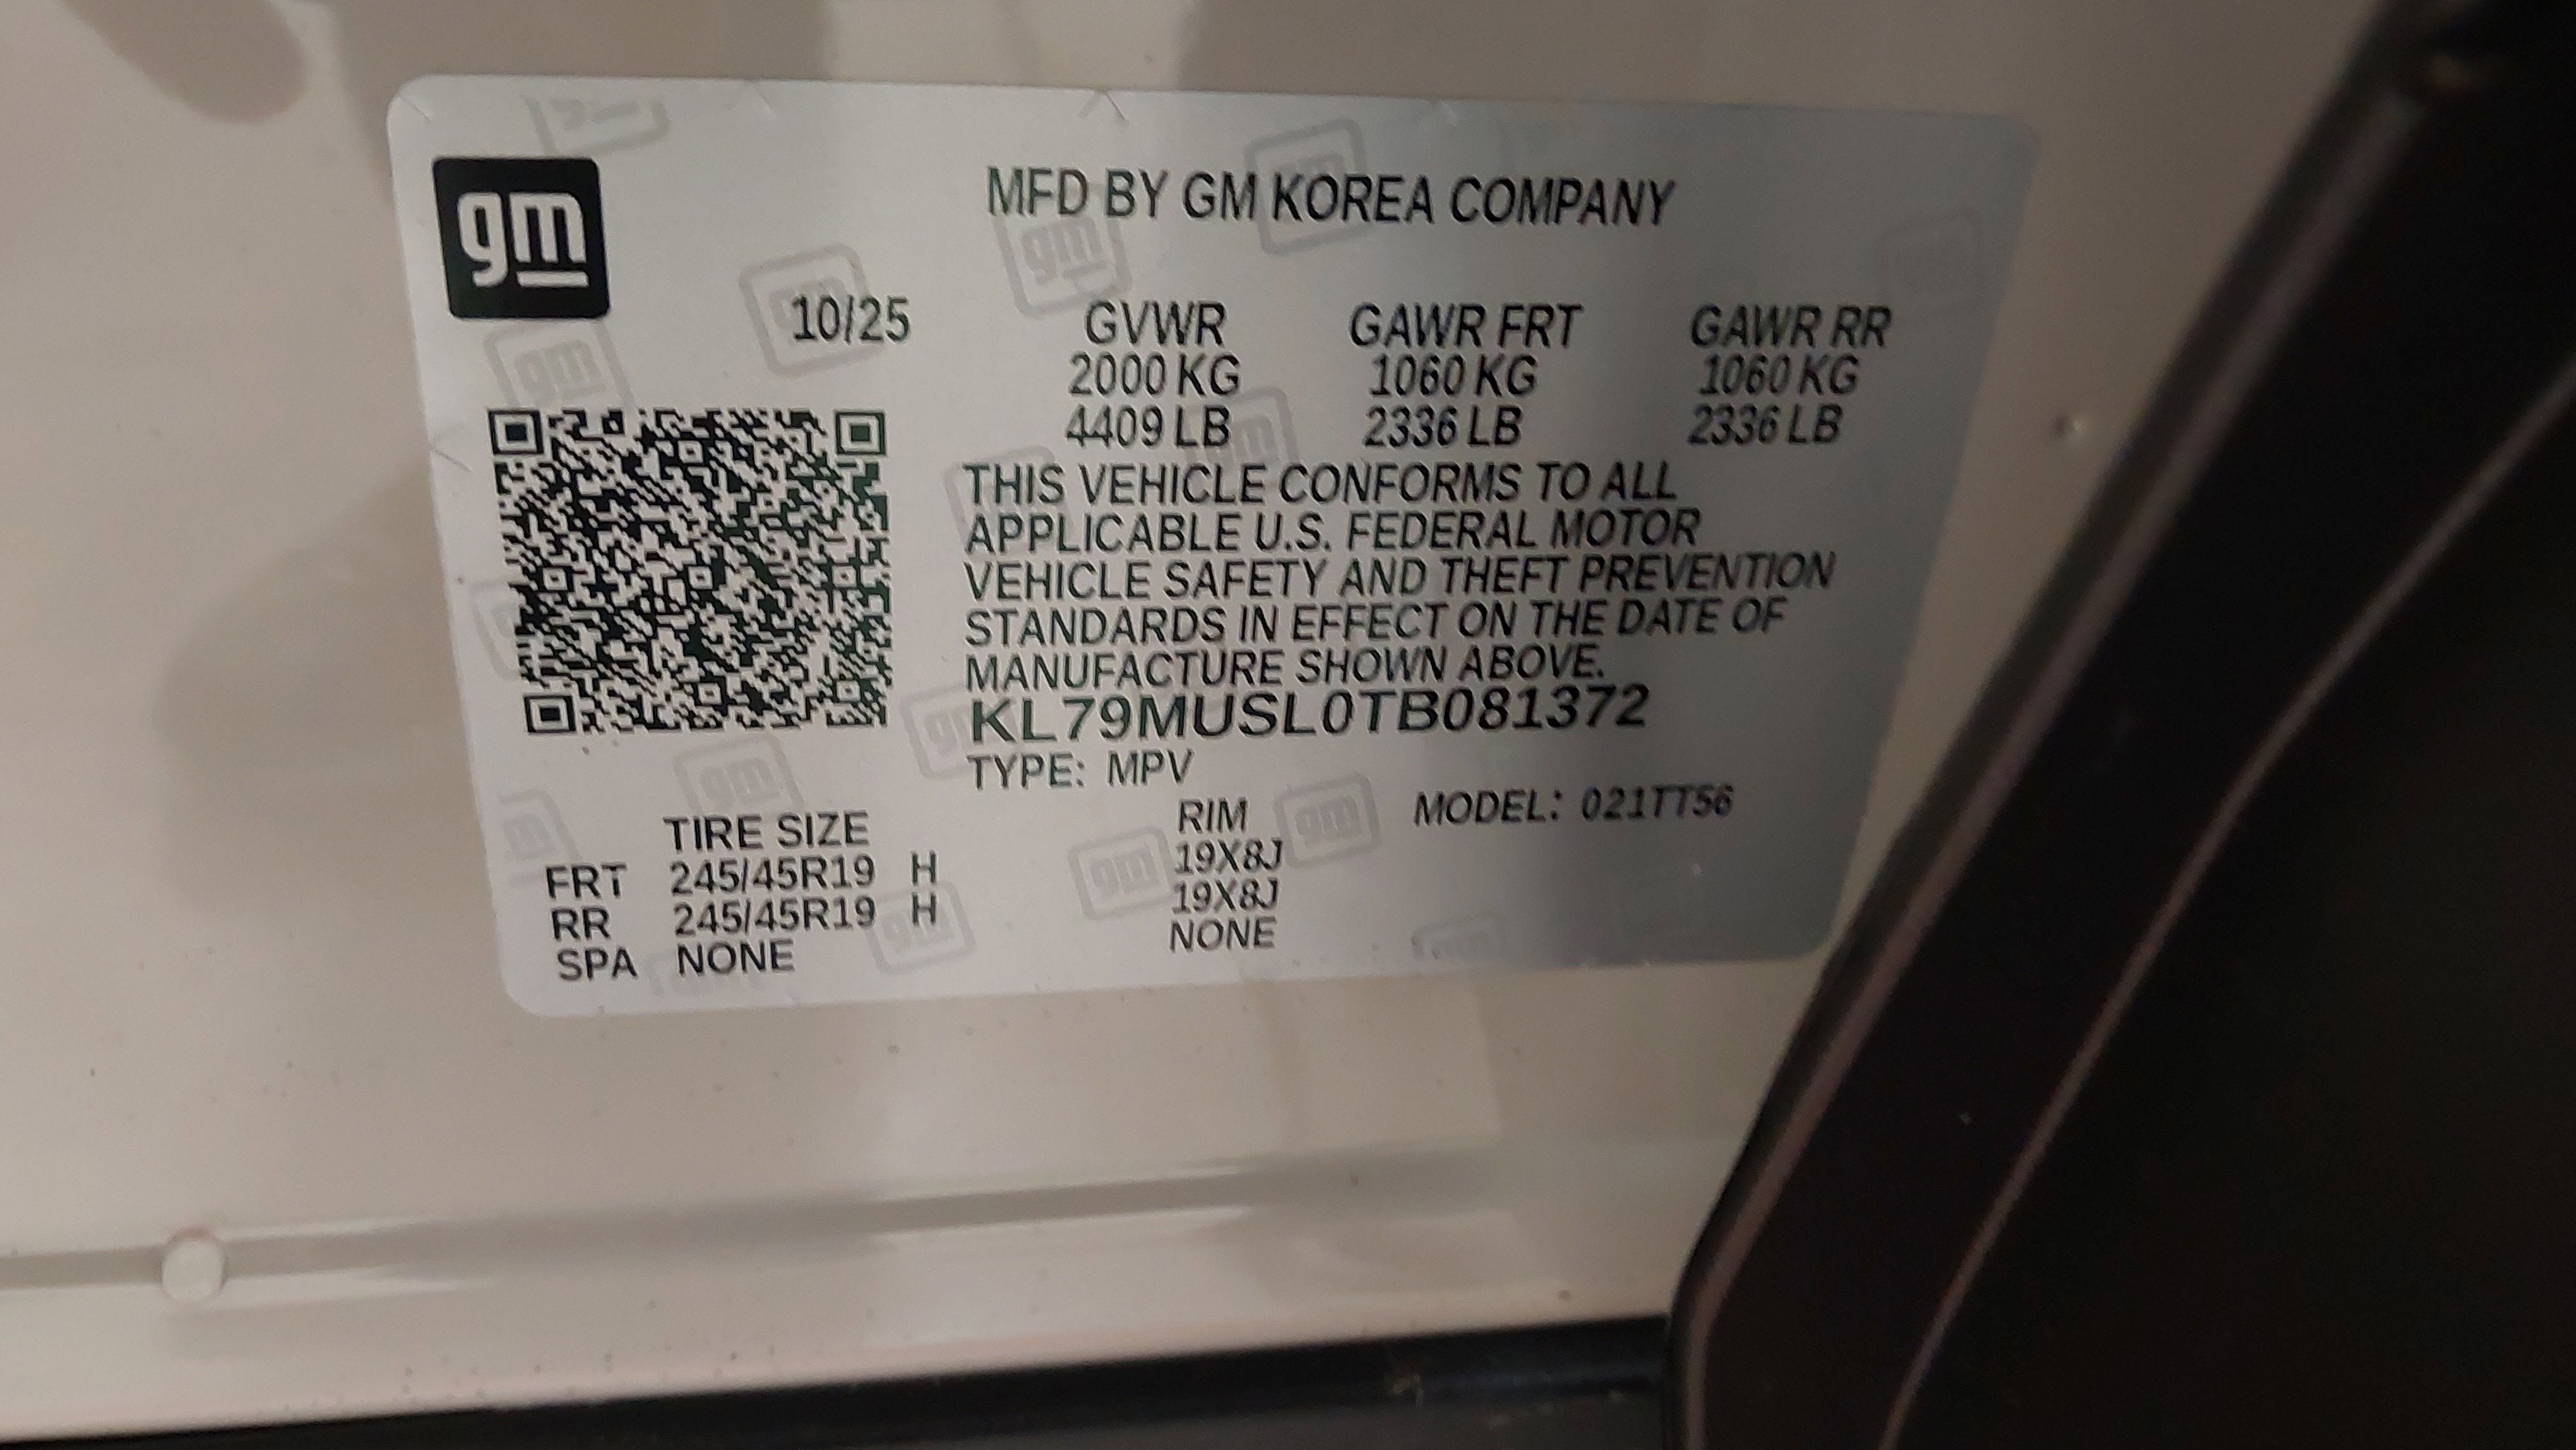 gm
MFD BY GM KOREA COMPANY
10/25 GVWR GAWR FRT GAWR RR
2000 KG 1060 KG 1060 KG
4409 LB 2336 LB 2336 LB
THIS VEHICLE CONFORMS TO ALL
APPLICABLE U.S. FEDERAL MOTOR
VEHICLE SAFETY AND THEFT PREVENTION
STANDARDS IN EFFECT ON THE DATE OF
MANUFACTURE SHOWN ABOVE.
KL79MUSL0TB081372
TYPE: MPV
MODEL: 021TT56
TIRE SIZE RIM
FRT 245/45R19 H 19X8J
RR 245/45R19 H 19X8J
SPA NONE NONE